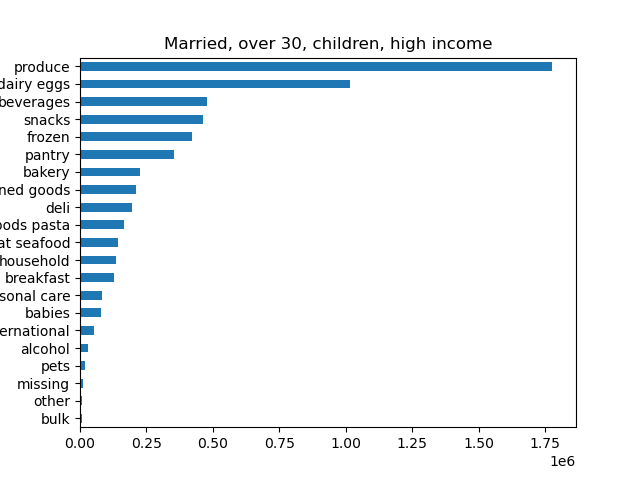 Married, over 30, children, high income
produce
dairy eggs
beverages
snacks
frozen
pantry
bakery
ned goods
deli
oods pasta
at seafood
household
breakfast
sonal care
babies
ernational
alcohol
pets
missing
other
bulk
0.00 0.25 0.50 0.75 1.00 1.25 1.50 1.75
1e6